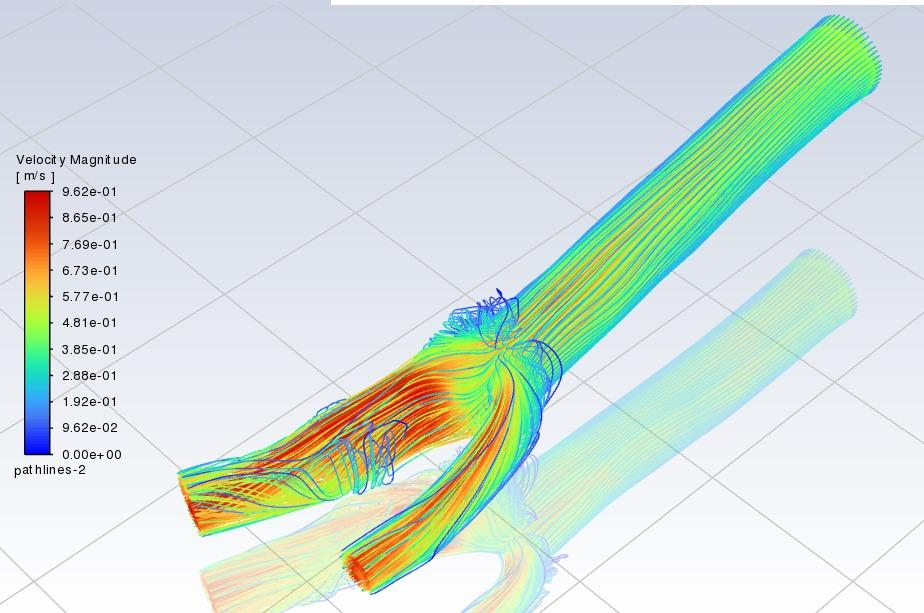 Velocity Magnitude
[ m/s ]
9.62e-01
8.65e-01
7.69e-01
6.73e-01
5.77e-01
4.81e-01
3.85e-01
2.88e-01
1.92e-01
9.62e-02
0.00e+00
pathlines-2